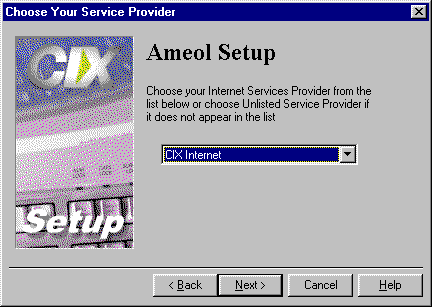 Choose Your Service Provider
CIX
Ameol Setup
Choose your Internet Services Provider from the
list below or choose Unlisted Service Provider if
it does not appear in the list
CIX Internet
Setup
< Back
Next >
Cancel
Help